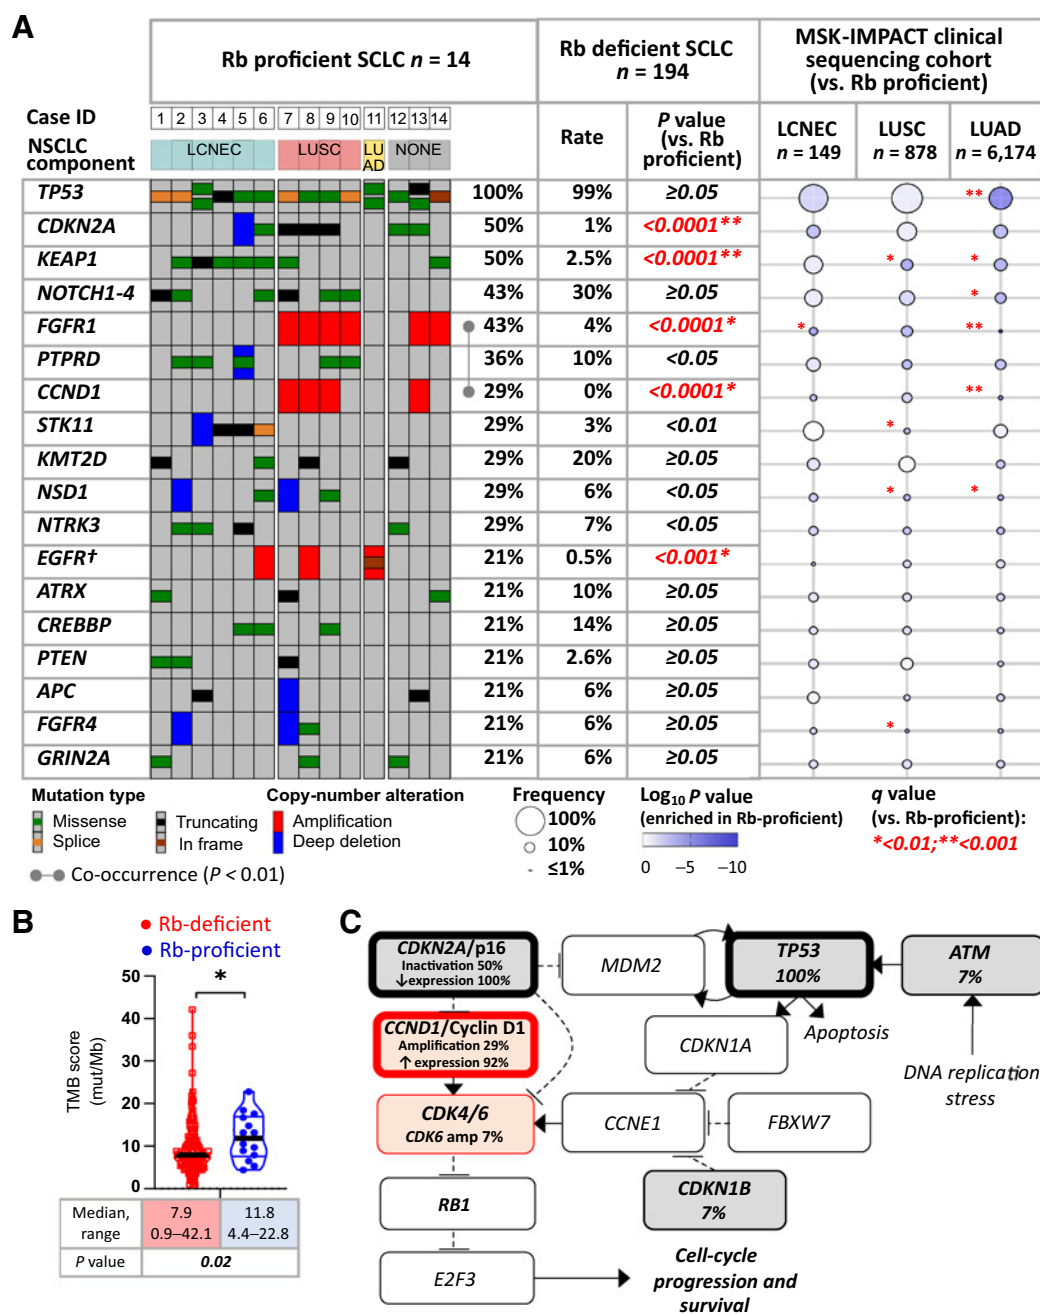 A
Rb proficient SCLC n = 14
Rb deficient SCLC
n = 194
MSK-IMPACT clinical
sequencing cohort
(vs. Rb proficient)
Case ID
1 2 3 4 5 6 7 8 9 10 11 12 13 14
NSCLC
component
LCNEC
LUSC
LU
AD
NONE
Rate
P value
(vs. Rb
proficient)
LCNEC
n = 149
LUSC
n = 878
LUAD
n = 6,174
TP53 100% 99% ≥0.05 **
CDKN2A 50% 1% <0.0001**
KEAP1 50% 2.5% <0.0001** * *
NOTCH1-4 43% 30% ≥0.05 *
FGFR1 43% 4% <0.0001* * **
PTPRD 36% 10% <0.05
CCND1 29% 0% <0.0001* **
STK11 29% 3% <0.01 *
KMT2D 29% 20% ≥0.05
NSD1 29% 6% <0.05 * *
NTRK3 29% 7% <0.05
EGFR† 21% 0.5% <0.001*
ATRX 21% 10% ≥0.05
CREBBP 21% 14% ≥0.05
PTEN 21% 2.6% ≥0.05
APC 21% 6% ≥0.05
FGFR4 21% 6% ≥0.05 *
GRIN2A 21% 6% ≥0.05
Mutation type
Missense
Splice
Truncating
In frame
Copy-number alteration
Amplification
Deep deletion
Co-occurrence (P < 0.01)
Frequency
100%
10%
≤1%
Log10 P value
(enriched in Rb-proficient)
0 –5 –10
q value
(vs. Rb-proficient):
*<0.01;**<0.001
B
Rb-deficient
Rb-proficient
*
TMB score
(mut/Mb)
50
40
30
20
10
0
Median,
range
7.9
0.9–42.1
11.8
4.4–22.8
P value
0.02
C
CDKN2A/p16
Inactivation 50%
↓expression 100%
MDM2
TP53
100%
ATM
7%
CCND1/Cyclin D1
Amplification 29%
↑ expression 92%
CDKN1A
Apoptosis
DNA replication
stress
CDK4/6
CDK6 amp 7%
CCNE1
FBXW7
RB1
CDKN1B
7%
E2F3
Cell-cycle
progression and
survival